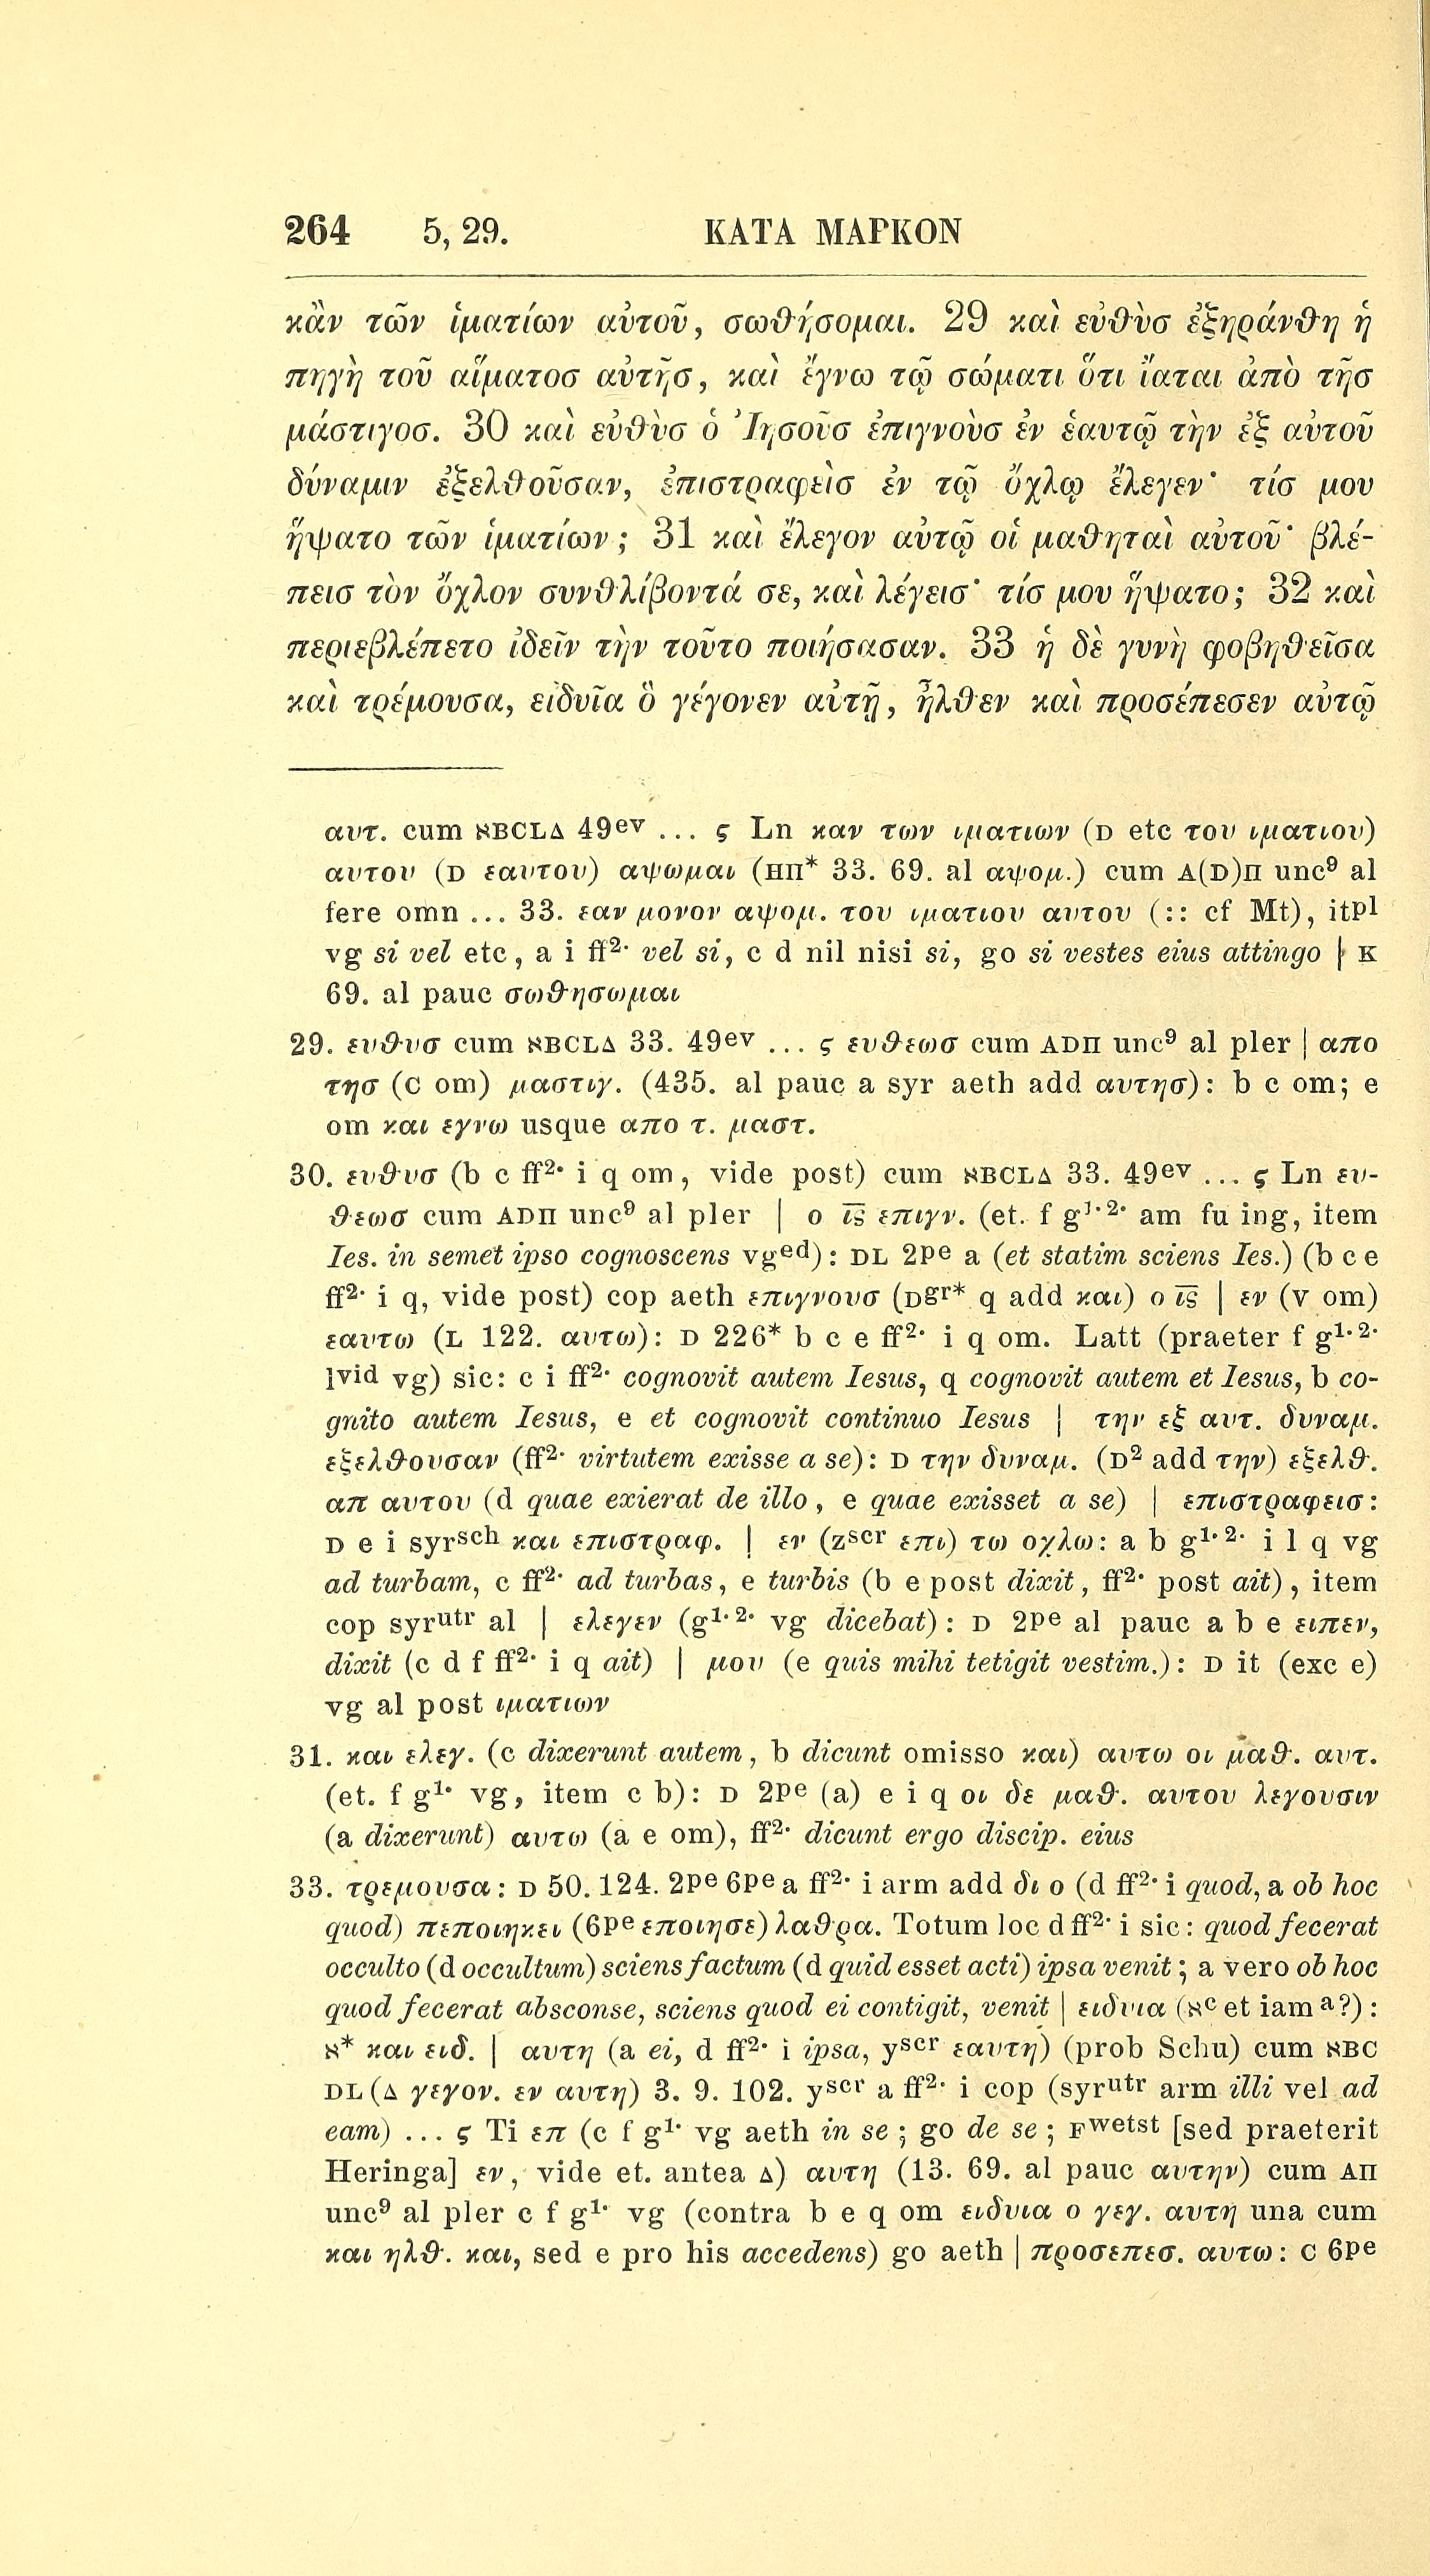 264 5, 29. ΚΑΤΑ ΜΑΡΚΟΝ
κἂν τῶν ἱματίων αὐτοῦ, σωθήσομαι. 29 καὶ εὐθὺσ ἐξηράνθη ἡ
πηγὴ τοῦ αἵματοσ αὐτῆσ, καὶ ἔγνω τῷ σώματι ὅτι ἴαται ἀπὸ τῆσ
μάστιγοσ. 30 καὶ εὐθὺσ ὁ Ἰησοῦσ ἐπιγνοὺσ ἐν ἑαυτῷ τὴν ἐξ αὐτοῦ
δύναμιν ἐξελθοῦσαν, ἐπιστραφεὶσ ἐν τῷ ὄχλῳ ἔλεγεν· τίσ μου
ἥψατο τῶν ἱματίων; 31 καὶ ἔλεγον αὐτῷ οἱ μαθηταὶ αὐτοῦ· βλέ-
πεισ τὸν ὄχλον συνθλίβοντά σε, καὶ λέγεισ· τίσ μου ἥψατο; 32 καὶ
περιεβλέπετο ἰδεῖν τὴν τοῦτο ποιήσασαν. 33 ἡ δὲ γυνὴ φοβηθεῖσα
καὶ τρέμουσα, εἰδυῖα ὃ γέγονεν αὐτῇ, ἦλθεν καὶ προσέπεσεν αὐτῷ
αυτ. cum ℵBCLΔ 49ev ... ς Ln καν των ιματιων (D etc του ιματιου)
αυτου (D εαυτου) αψωμαι (HΠ* 33. 69. al αψομ.) cum A(D)Π unc⁹ al
fere omn ... 33. εαν μονον αψομ. του ιματιου αυτου (:: cf Mt), itpl
vg si vel etc, a i ff²· vel si, c d nil nisi si, go si vestes eius attingo | K
69. al pauc σωθησωμαι
29. ευθυσ cum ℵBCLΔ 33. 49ev ... ς ευθεωσ cum ADΠ unc⁹ al pler | απο
τησ (C om) μαστιγ. (435. al pauc a syr aeth add αυτησ): b c om; e
om και εγνω usque απο τ. μαστ.
30. ευθυσ (b c ff²· i q om, vide post) cum ℵBCLΔ 33. 49ev ... ς Ln ευ-
θεωσ cum ADΠ unc⁹ al pler | ο ι̅ς̅ επιγν. (et. f g¹·²· am fu ing, item
Ies. in semet ipso cognoscens vged): DL 2pe a (et statim sciens Ies.) (b c e
ff²· i q, vide post) cop aeth επιγνουσ (Dgr* q add και) ο ι̅ς̅ | εν (V om)
εαυτω (L 122. αυτω): D 226* b c e ff²· i q om. Latt (praeter f g¹·²·
lvid vg) sic: c i ff²· cognovit autem Iesus, q cognovit autem et Iesus, b co-
gnito autem Iesus, e et cognovit continuo Iesus | την εξ αυτ. δυναμ.
εξελθουσαν (ff²· virtutem exisse a se): D την δυναμ. (D² add την) εξελθ.
απ αυτου (d quae exierat de illo, e quae exisset a se) | επιστραφεισ:
D e i syrsch και επιστραφ. | εν (zscr επι) τω οχλω: a b g¹·²· i l q vg
ad turbam, c ff²· ad turbas, e turbis (b e post dixit, ff²· post ait), item
cop syrutr al | ελεγεν (g¹·²· vg dicebat): D 2pe al pauc a b e ειπεν,
dixit (c d f ff²· i q ait) | μου (e quis mihi tetigit vestim.): D it (exc e)
vg al post ιματιων
31. και ελεγ. (c dixerunt autem, b dicunt omisso και) αυτω οι μαθ. αυτ.
(et. f g¹· vg, item c b): D 2pe (a) e i q οι δε μαθ. αυτου λεγουσιν
(a dixerunt) αυτω (a e om), ff²· dicunt ergo discip. eius
33. τρεμουσα: D 50. 124. 2pe 6pe a ff²· i arm add δι ο (d ff²· i quod, a ob hoc
quod) πεποιηκει (6pe εποιησε) λαθρα. Totum loc d ff²· i sic: quod fecerat
occulto (d occultum) sciens factum (d quid esset acti) ipsa venit; a vero ob hoc
quod fecerat absconse, sciens quod ei contigit, venit | ειδυια (ℵc et iam a?):
ℵ* και ειδ. | αυτη (a ei, d ff²· i ipsa, yscr εαυτη) (prob Schu) cum ℵBC
DL (Δ γεγον. εν αυτη) 3. 9. 102. yscr a ff²· i cop (syrutr arm illi vel ad
eam) ... ς Ti επ (c f g¹· vg aeth in se; go de se; Fwetst [sed praeterit
Heringa] εν, vide et. antea Δ) αυτη (13. 69. al pauc αυτην) cum AΠ
unc⁹ al pler c f g¹· vg (contra b e q om ειδυια ο γεγ. αυτη una cum
και ηλθ. και, sed e pro his accedens) go aeth | προσεπεσ. αυτω: C 6pe